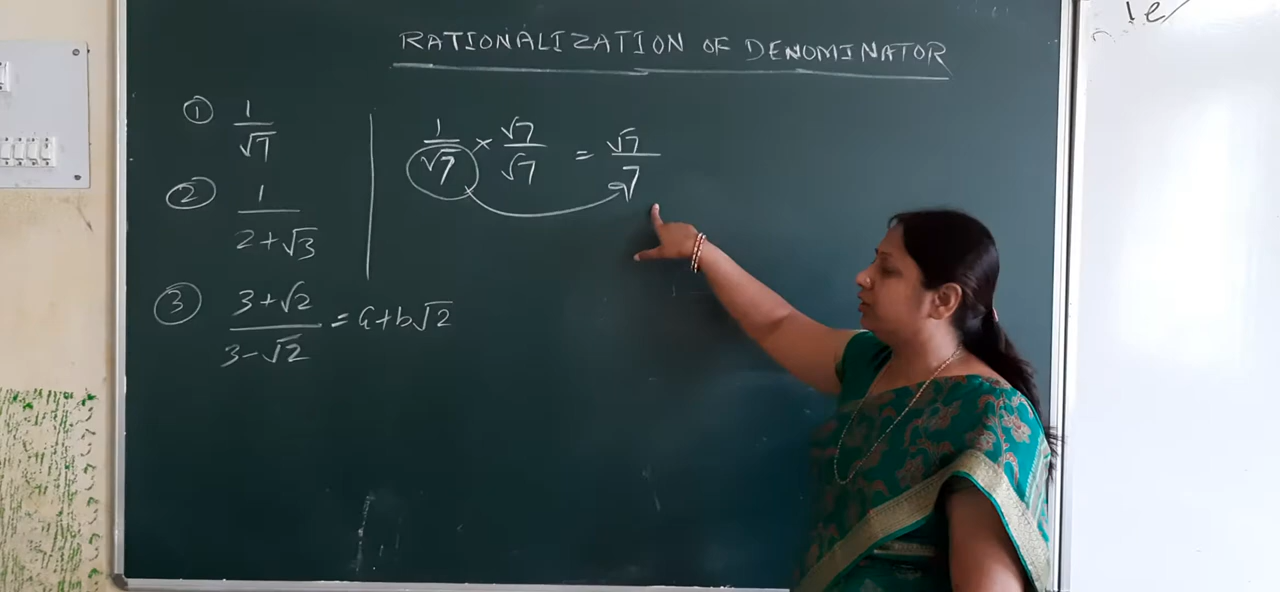 RATIONALIZATION OF DENOMINATOR
① 1/√7
② 1/(2+√3)
③ (3+√2)/(3-√2) = a+b√2
1/√7 × √7/√7 = √7/7